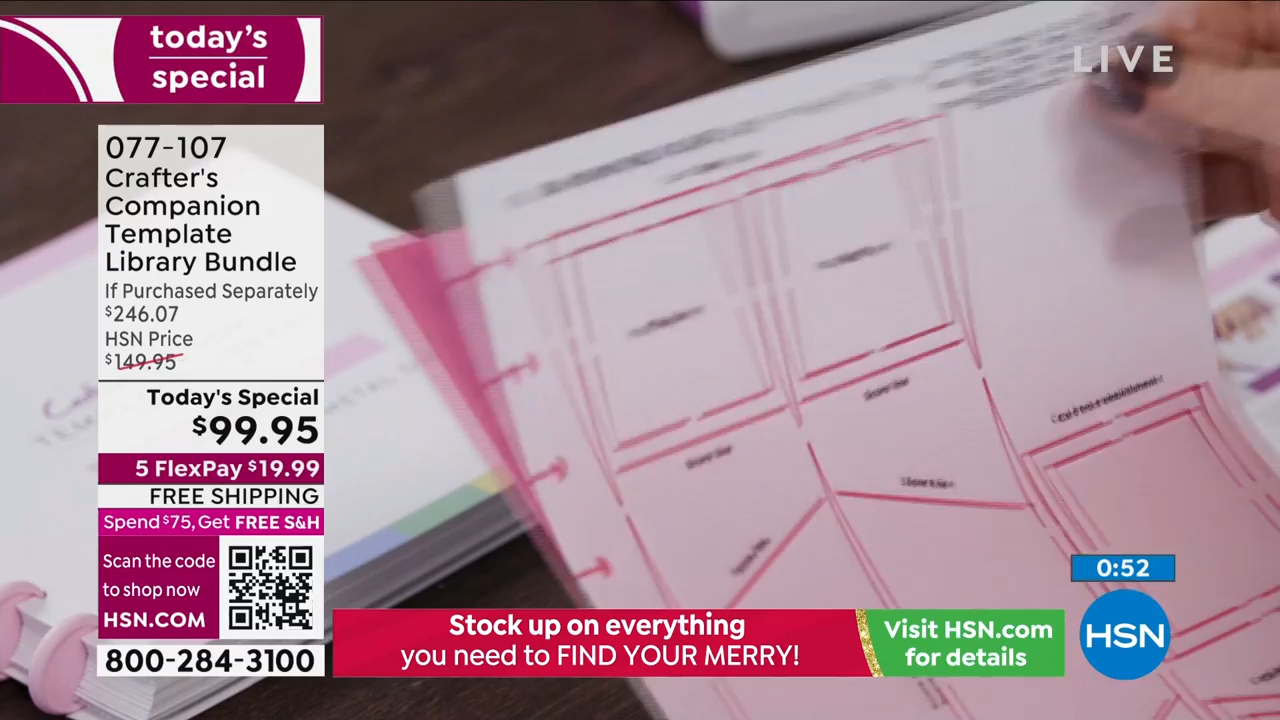 today's
special
LIVE
077-107
Crafter's
Companion
Template
Library Bundle
If Purchased Separately
$246.07
HSN Price
$149.95
Today's Special
$99.95
5 FlexPay $19.99
FREE SHIPPING
Spend $75, Get FREE S&H
Scan the code
to shop now
HSN.COM
800-284-3100
Stock up on everything
you need to FIND YOUR MERRY!
Visit HSN.com
for details
0:52
HSN